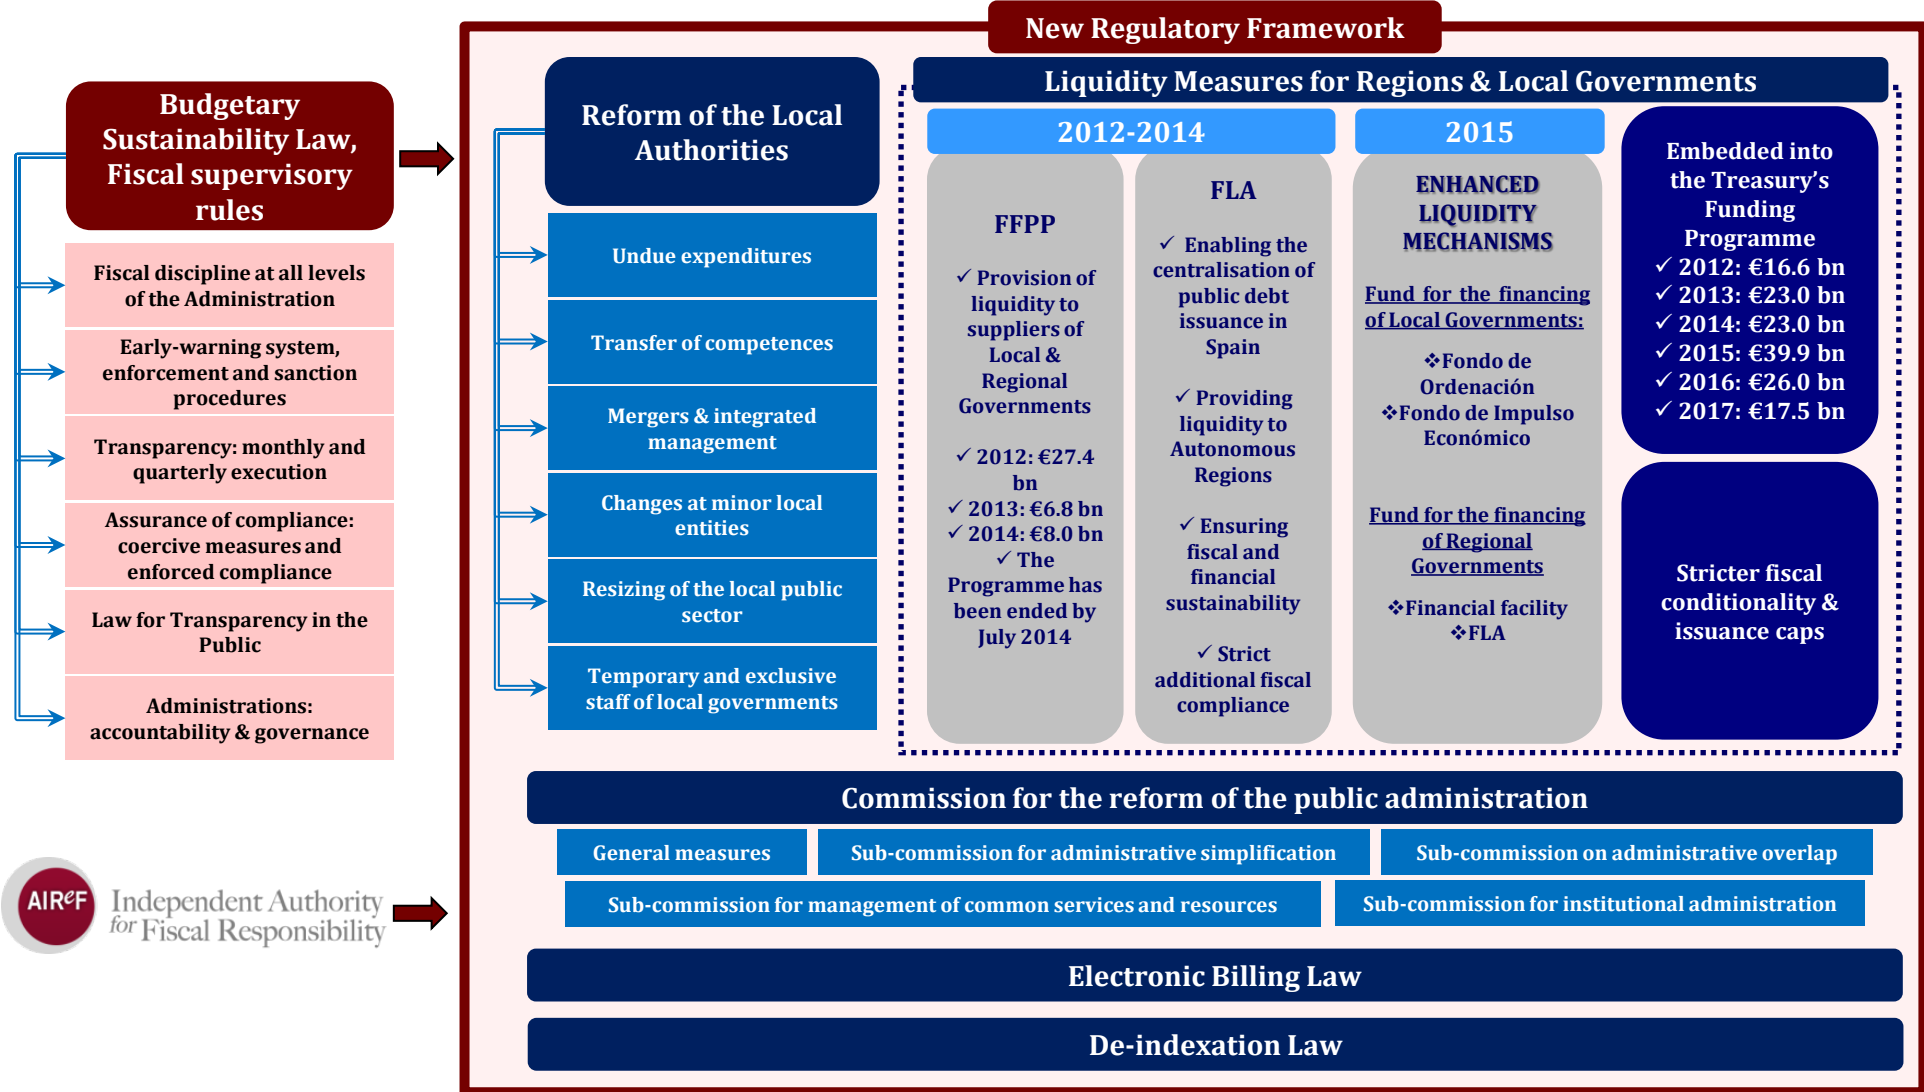 New Regulatory Framework
Budgetary
Sustainability Law,
Fiscal supervisory
rules
Fiscal discipline at all levels
of the Administration
Early-warning system,
enforcement and sanction
procedures
Transparency: monthly and
quarterly execution
Assurance of compliance:
coercive measures and
enforced compliance
Law for Transparency in the
Public
Administrations:
accountability & governance
AIReF
Independent Authority
for Fiscal Responsibility
Reform of the Local
Authorities
Undue expenditures
Transfer of competences
Mergers & integrated
management
Changes at minor local
entities
Resizing of the local public
sector
Temporary and exclusive
staff of local governments
Liquidity Measures for Regions & Local Governments
2012-2014
FFPP
✓ Provision of
liquidity to
suppliers of
Local &
Regional
Governments
✓ 2012: €27.4
bn
✓ 2013: €6.8 bn
✓ 2014: €8.0 bn
✓ The
Programme has
been ended by
July 2014
FLA
✓ Enabling the
centralisation of
public debt
issuance in
Spain
✓ Providing
liquidity to
Autonomous
Regions
✓ Ensuring
fiscal and
financial
sustainability
✓ Strict
additional fiscal
compliance
2015
ENHANCED
LIQUIDITY
MECHANISMS
Fund for the financing
of Local Governments:
❖Fondo de
Ordenación
❖Fondo de Impulso
Económico
Fund for the financing
of Regional
Governments
❖Financial facility
❖FLA
Embedded into
the Treasury's
Funding
Programme
✓ 2012: €16.6 bn
✓ 2013: €23.0 bn
✓ 2014: €23.0 bn
✓ 2015: €39.9 bn
✓ 2016: €26.0 bn
✓ 2017: €17.5 bn
Stricter fiscal
conditionality &
issuance caps
Commission for the reform of the public administration
General measures
Sub-commission for administrative simplification
Sub-commission on administrative overlap
Sub-commission for management of common services and resources
Sub-commission for institutional administration
Electronic Billing Law
De-indexation Law